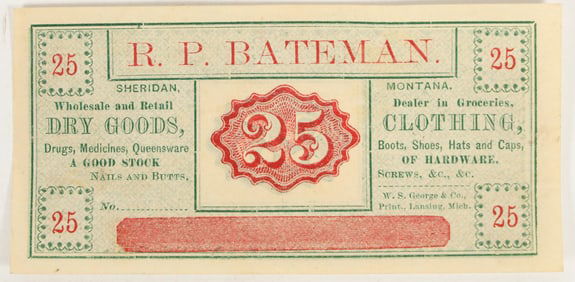 25
R. P. BATEMAN.
25
SHERIDAN,
Wholesale and Retail
DRY GOODS,
Drugs, Medicines, Queensware
A GOOD STOCK
NAILS AND BUTTS,
No.
25
25
MONTANA,
Dealer in Groceries,
CLOTHING,
Boots, Shoes, Hats and Caps,
OF HARDWARE,
SCREWS, &C., &C.
W. S. George & Co.,
Print., Lansing, Mich.
25